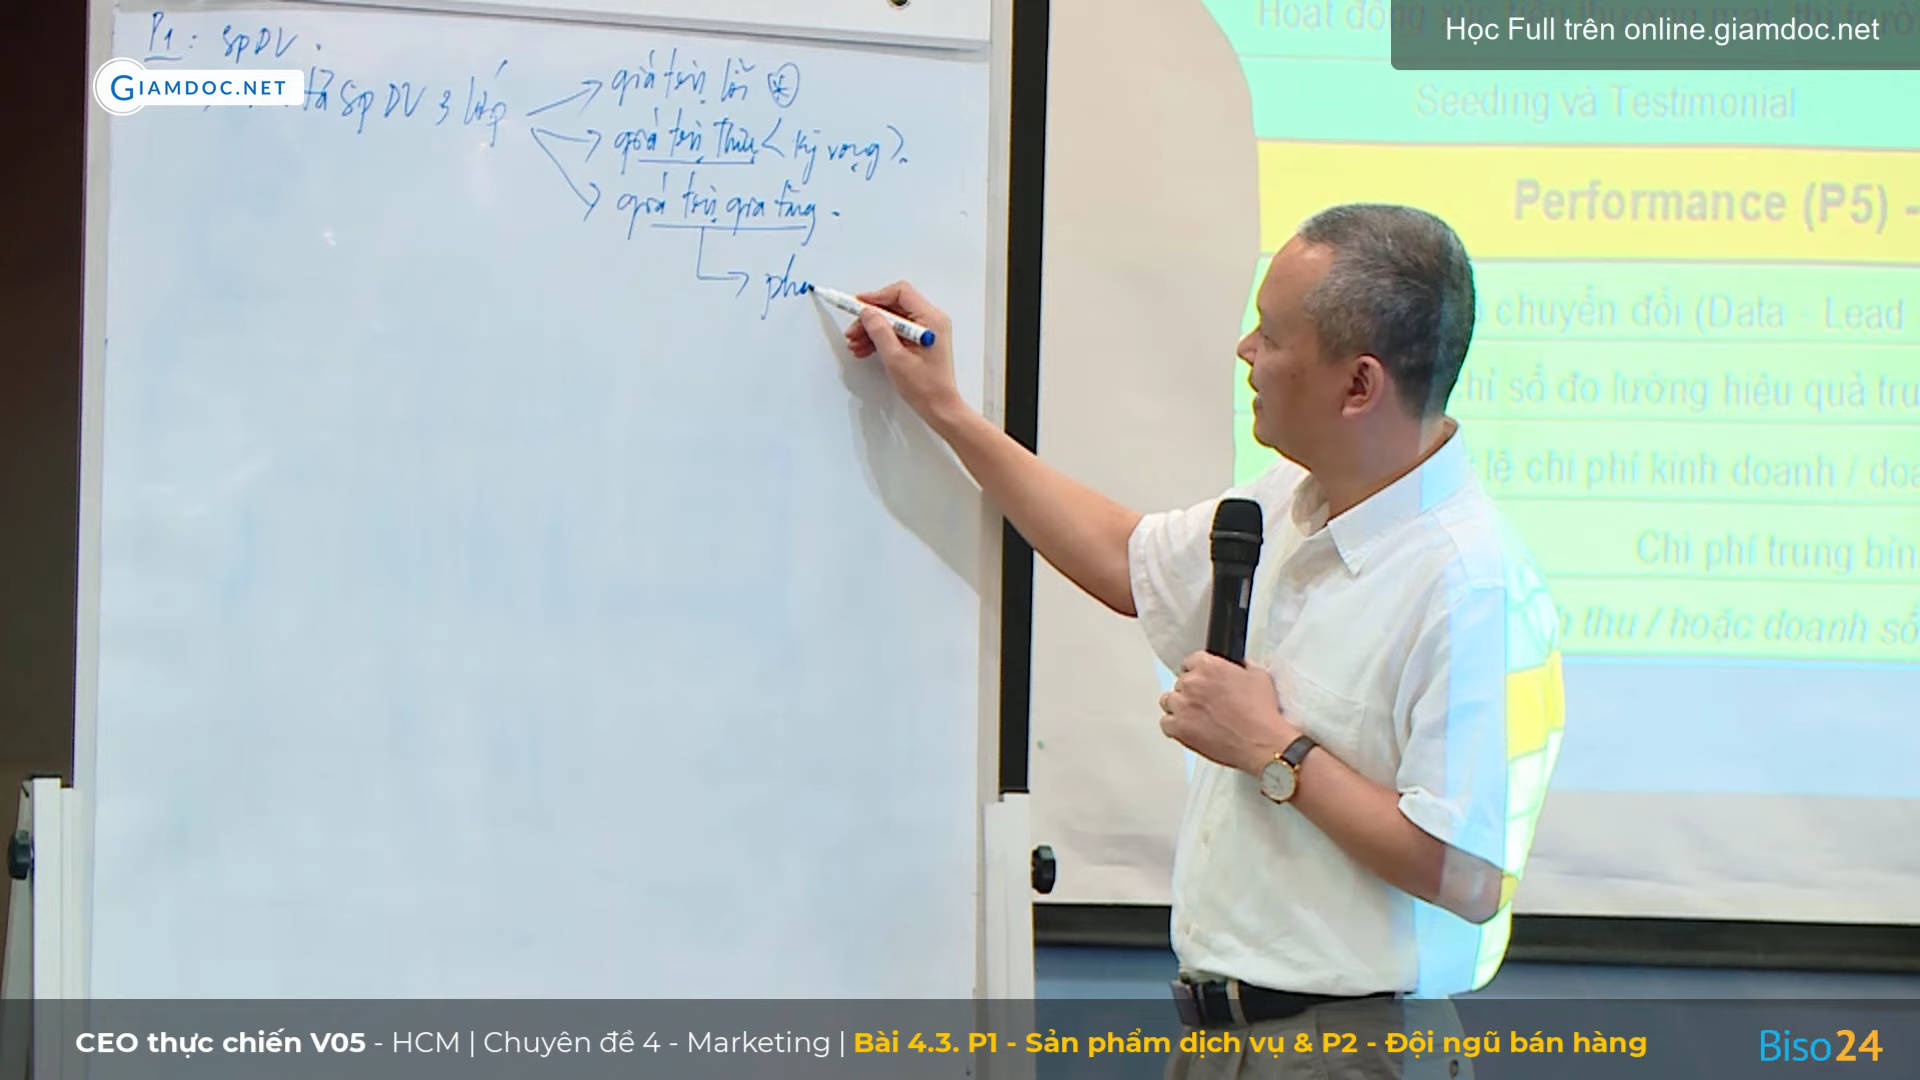 Học Full trên online.giamdoc.net
GIAMDOC.NET
P1 : SpDV .
tả Sp DV 3 lớp
giá trị lõi *
giá trị thực < kỳ vọng > .
giá trị gia tăng .
Seeding và Testimonial
Performance (P5) -
chuyển đổi (Data - Lead
chỉ số đo lường hiệu quả tru
lệ chi phí kinh doanh / doa
Chi phí trung bìn
thu / hoặc doanh số
CEO thực chiến V05 - HCM | Chuyên đề 4 - Marketing | Bài 4.3. P1 - Sản phẩm dịch vụ & P2 - Đội ngũ bán hàng
Biso24